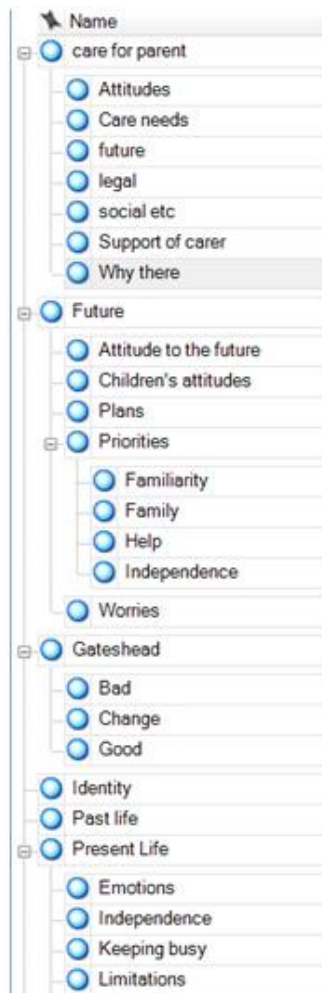 Name
care for parent
Attitudes
Care needs
future
legal
social etc
Support of carer
Why there
Future
Attitude to the future
Children's attitudes
Plans
Priorities
Familiarity
Family
Help
Independence
Worries
Gateshead
Bad
Change
Good
Identity
Past life
Present Life
Emotions
Independence
Keeping busy
Limitations